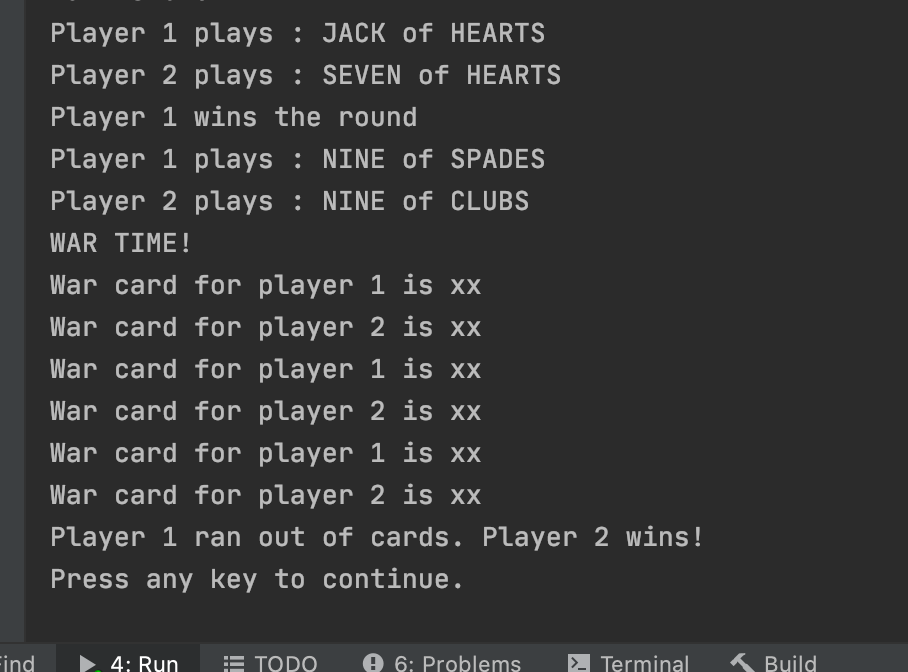 Player 1 plays : JACK of HEARTS
Player 2 plays : SEVEN of HEARTS
Player 1 wins the round
Player 1 plays : NINE of SPADES
Player 2 plays : NINE of CLUBS
WAR TIME!
War card for player 1 is xx
War card for player 2 is xx
War card for player 1 is xx
War card for player 2 is xx
War card for player 1 is xx
War card for player 2 is xx
Player 1 ran out of cards. Player 2 wins!
Press any key to continue.
Find 4: Run TODO 6: Problems Terminal Build